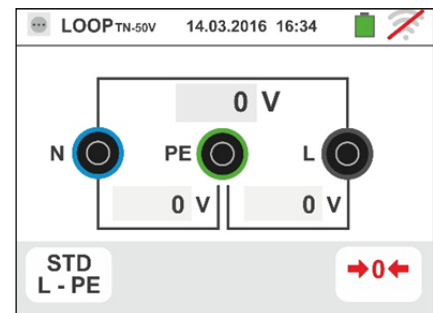 LOOP TN-50V 14.03.2016 16:34
0 V
N PE L
0 V 0 V
STD
L - PE
→0←